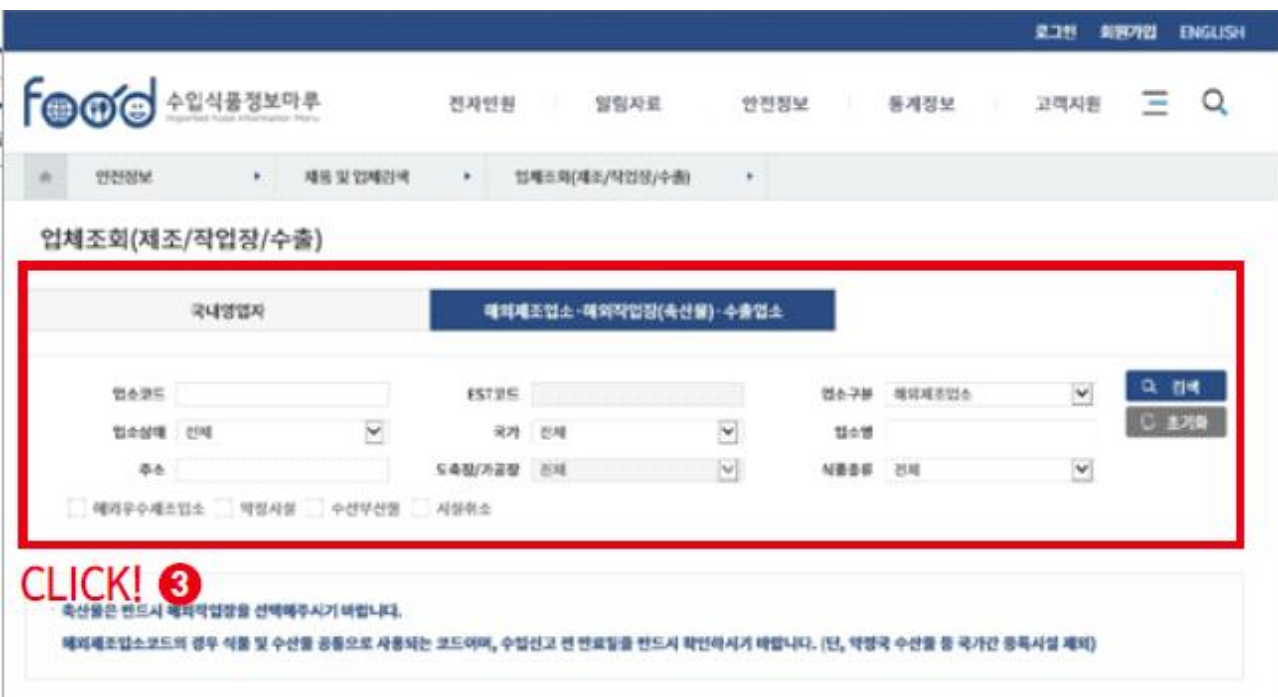 로그인 회원가입 ENGLISH
food 수입식품정보마루 전자민원 알림자료 안전정보 통계정보 고객지원
Imported Food Information Maru
안전정보 제품 및 업체검색 업체조회(제조/작업장/수출)
업체조회(제조/작업장/수출)
국내영업자 해외제조업소·해외작업장(축산물)·수출업소
업소코드 EST코드 업소구분 해외제조업소 검색
업소상태 전체 국가 전체 업소명 초기화
주소 도축장/가공장 전체 식품종류 전체
해외우수제조업소 약정시설 수산부산물 시설취소
CLICK! 3
축산물은 반드시 해외작업장을 선택해주시기 바랍니다.
해외제조업소코드의 경우 식품 및 수산물 공통으로 사용되는 코드이며, 수입신고 전 만료일을 반드시 확인하시기 바랍니다. (단, 약정국 수산물 등 국가간 등록시설 제외)